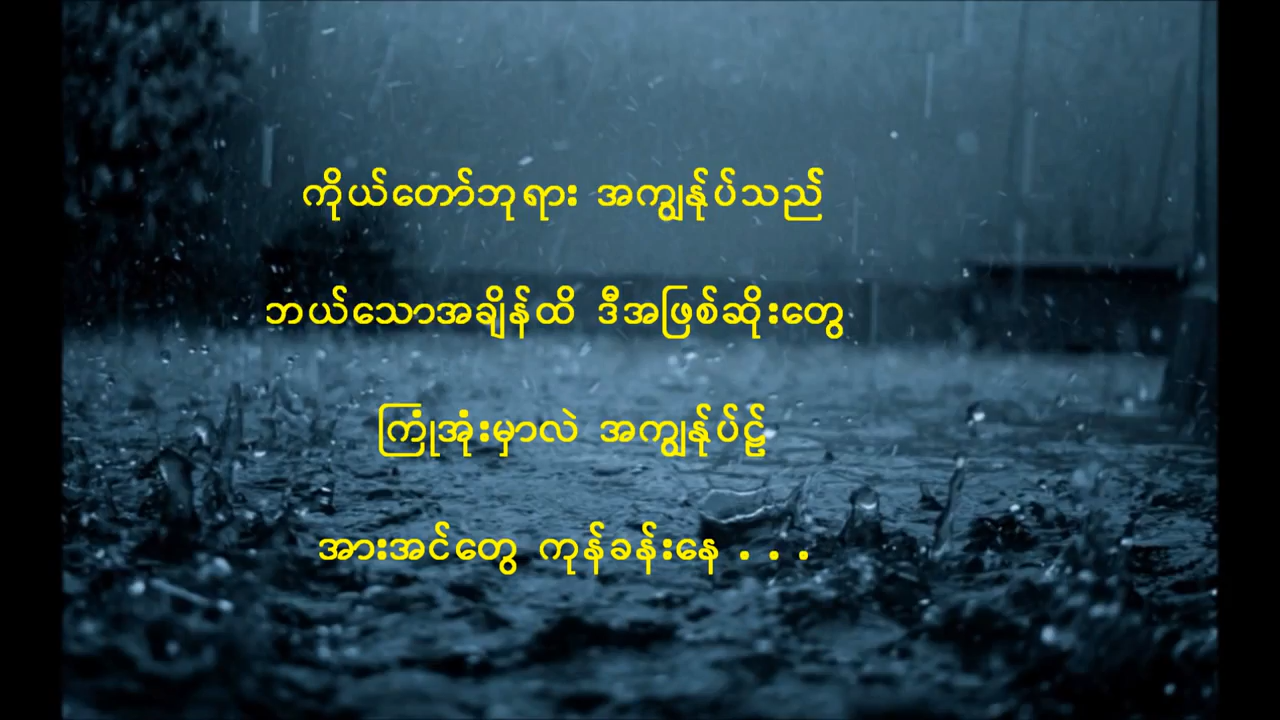 ကိုယ်တော်ဘုရား အကျွန်ုပ်သည်
ဘယ်သောအချိန်ထိ ဒီအဖြစ်ဆိုးတွေ
ကြုံအုံးမှာလဲ အကျွန်ုပ်ဠ်
အားအင်တွေ ကုန်ခန်းနေ . . .